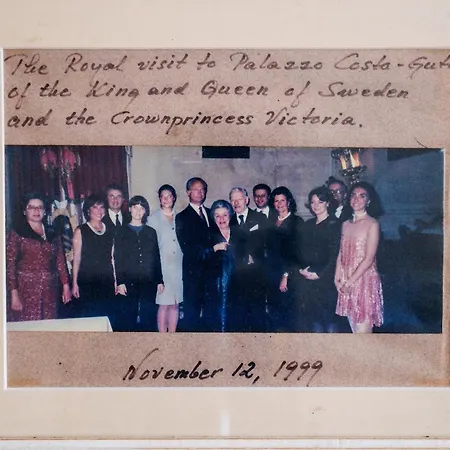 The Royal visit to Palazzo Costa-Gut
of the King and Queen of Sweden
and the Crownprincess Victoria.
November 12, 1999